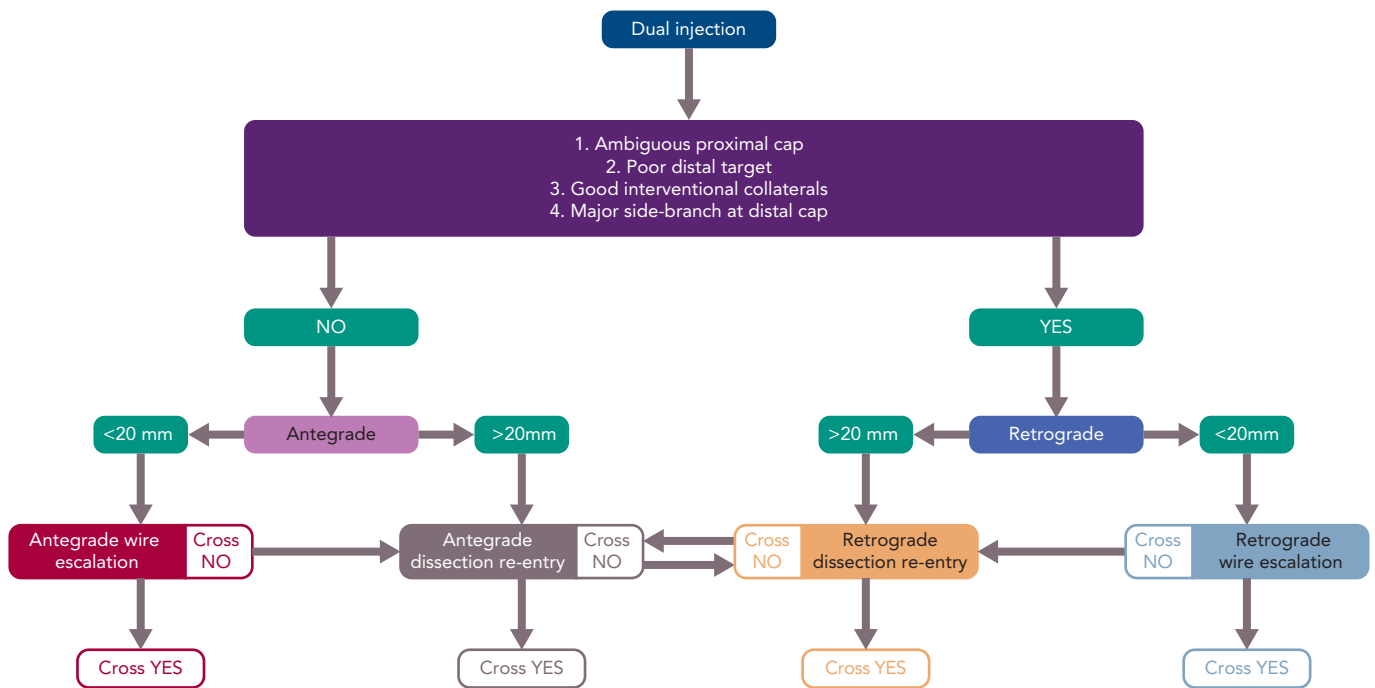 Dual injection
1. Ambiguous proximal cap
2. Poor distal target
3. Good interventional collaterals
4. Major side-branch at distal cap
NO
YES
<20 mm
Antegrade
>20mm
>20 mm
Retrograde
<20mm
Antegrade wire
escalation
Cross
NO
Antegrade
dissection re-entry
Cross
NO
Cross
NO
Retrograde
dissection re-entry
Cross
NO
Retrograde
wire escalation
Cross YES
Cross YES
Cross YES
Cross YES